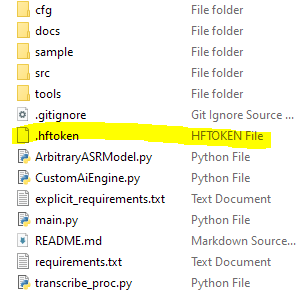 cfg File folder
docs File folder
sample File folder
src File folder
tools File folder
.gitignore Git Ignore Source ...
.hftoken HFTOKEN File
ArbitraryASRModel.py Python File
CustomAiEngine.py Python File
explicit_requirements.txt Text Document
main.py Python File
README.md Markdown Source...
requirements.txt Text Document
transcribe_proc.py Python File